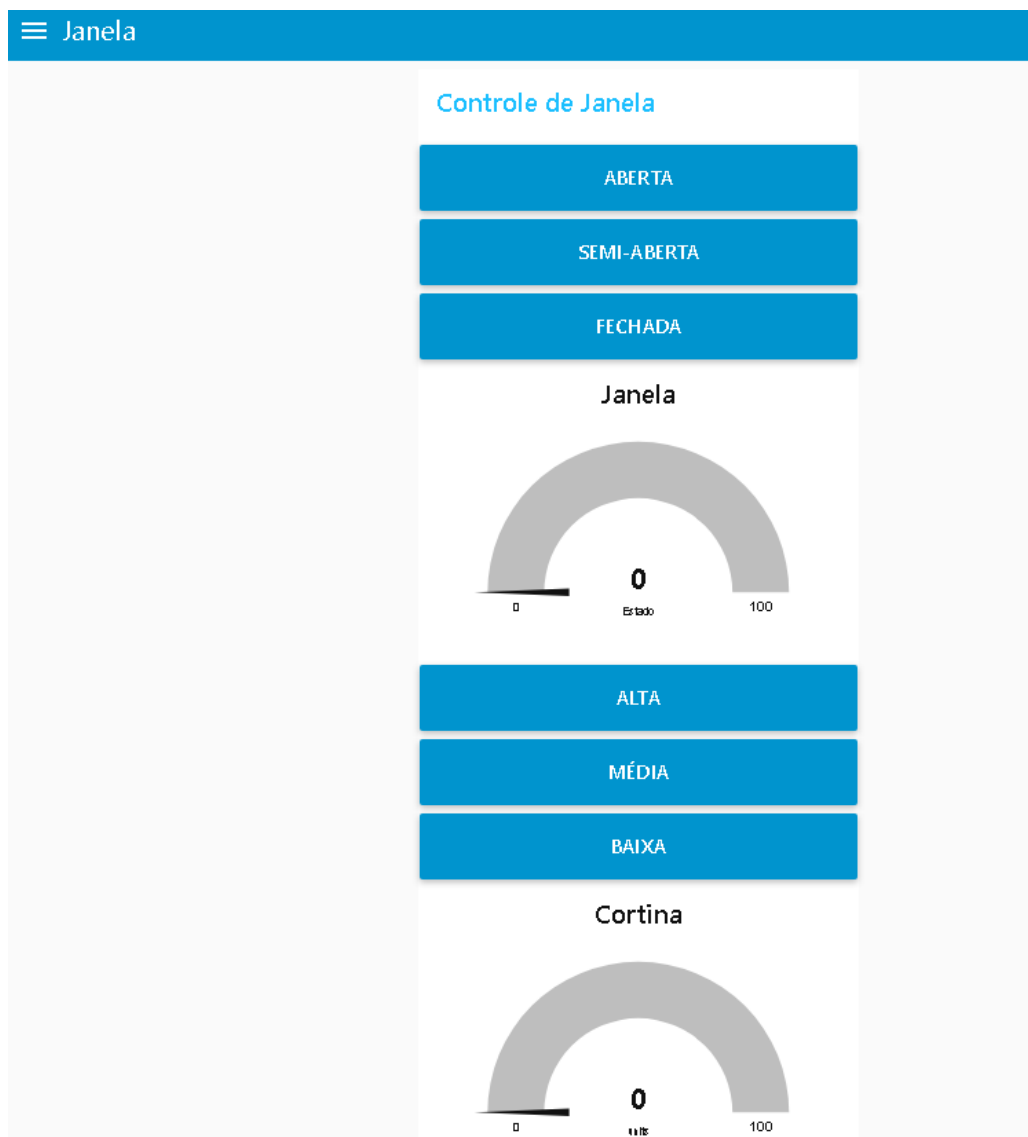 Janela
Controle de Janela
ABERTA
SEMI-ABERTA
FECHADA
Janela
0
0 Estado 100
ALTA
MÉDIA
BAIXA
Cortina
0
0 units 100